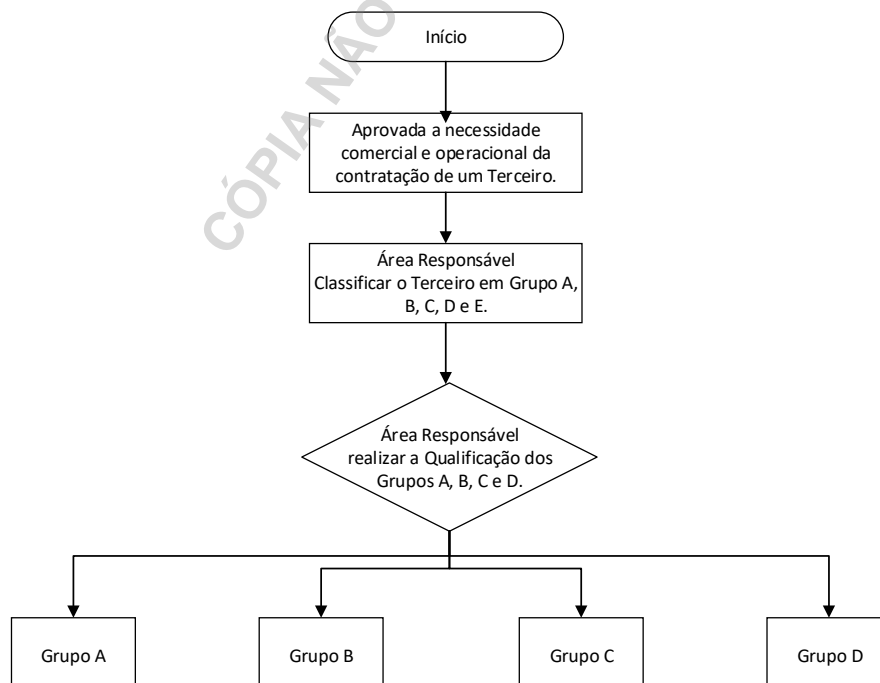 Início
CÓPIA NÃO
Aprovada a necessidade
comercial e operacional da
contratação de um Terceiro.
Área Responsável
Classificar o Terceiro em Grupo A,
B, C, D e E.
Área Responsável
realizar a Qualificação dos
Grupos A, B, C e D.
Grupo A
Grupo B
Grupo C
Grupo D